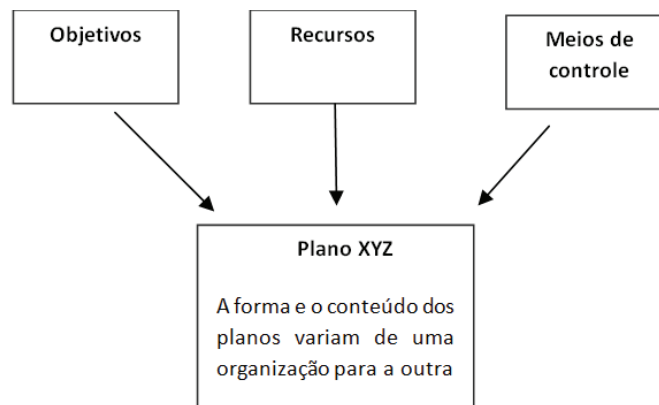 Objetivos
Recursos
Meios de
controle
Plano XYZ
A forma e o conteúdo dos
planos variam de uma
organização para a outra